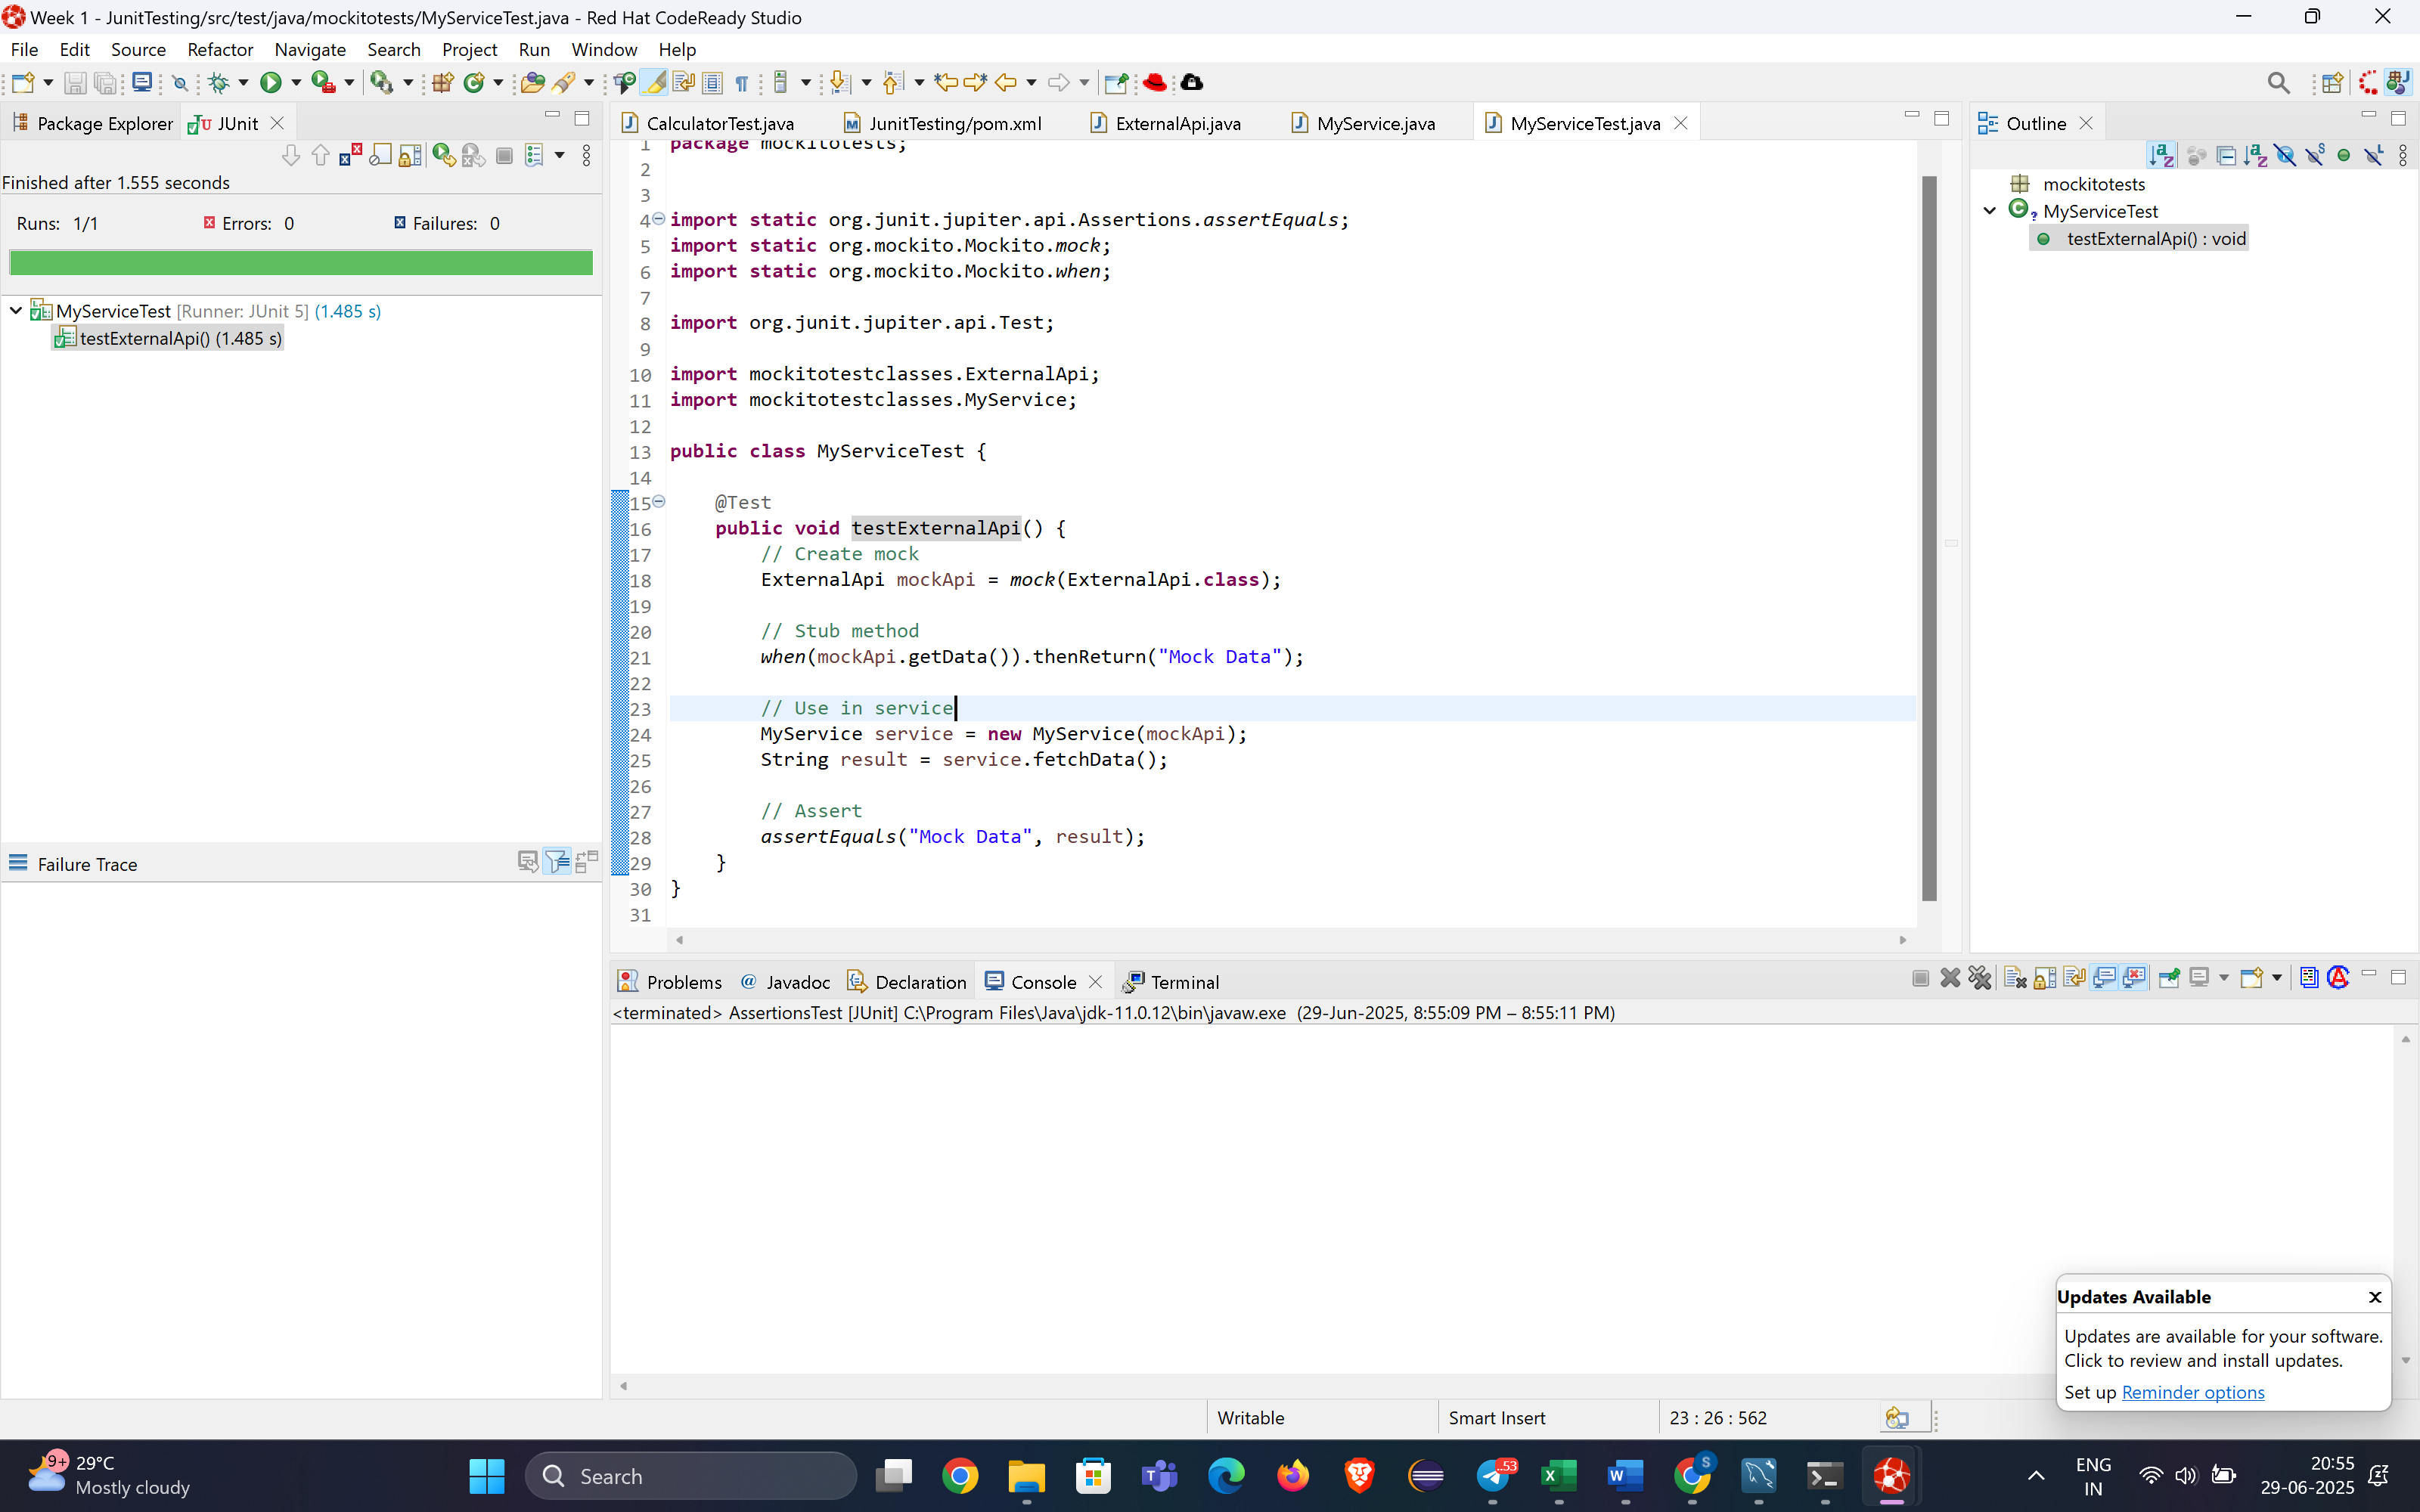 Week 1 - JunitTesting/src/test/java/mockitotests/MyServiceTest.java - Red Hat CodeReady Studio
File Edit Source Refactor Navigate Search Project Run Window Help
Package Explorer JUnit
Finished after 1.555 seconds
Runs: 1/1 Errors: 0 Failures: 0
MyServiceTest [Runner: JUnit 5] (1.485 s)
testExternalApi() (1.485 s)
Failure Trace
CalculatorTest.java JunitTesting/pom.xml ExternalApi.java MyService.java MyServiceTest.java
1 package mockitotests;
2
3
4 import static org.junit.jupiter.api.Assertions.assertEquals;
5 import static org.mockito.Mockito.mock;
6 import static org.mockito.Mockito.when;
7
8 import org.junit.jupiter.api.Test;
9
10 import mockitotestclasses.ExternalApi;
11 import mockitotestclasses.MyService;
12
13 public class MyServiceTest {
14
15 @Test
16 public void testExternalApi() {
17 // Create mock
18 ExternalApi mockApi = mock(ExternalApi.class);
19
20 // Stub method
21 when(mockApi.getData()).thenReturn("Mock Data");
22
23 // Use in service
24 MyService service = new MyService(mockApi);
25 String result = service.fetchData();
26
27 // Assert
28 assertEquals("Mock Data", result);
29 }
30 }
31
Outline
mockitotests
MyServiceTest
testExternalApi() : void
Problems Javadoc Declaration Console Terminal
<terminated> AssertionsTest [JUnit] C:\Program Files\Java\jdk-11.0.12\bin\javaw.exe (29-Jun-2025, 8:55:09 PM – 8:55:11 PM)
Updates Available
Updates are available for your software.
Click to review and install updates.
Set up Reminder options
Writable Smart Insert 23 : 26 : 562
9+ 29°C
Mostly cloudy
Search
..53
S
ENG
IN
20:55
29-06-2025